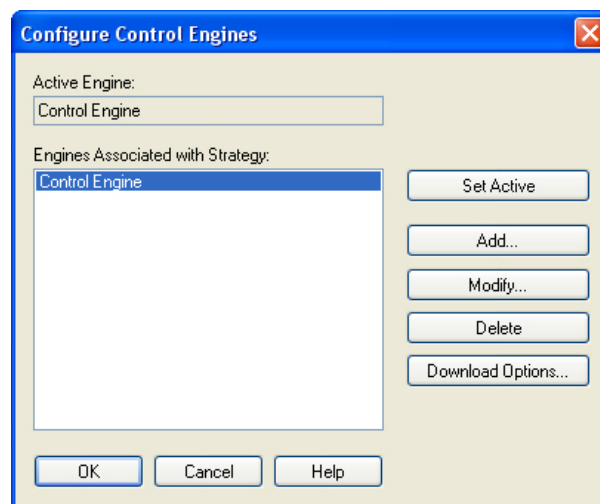 Configure Control Engines
Active Engine:
Control Engine
Engines Associated with Strategy:
Control Engine
Set Active
Add...
Modify...
Delete
Download Options...
OK
Cancel
Help